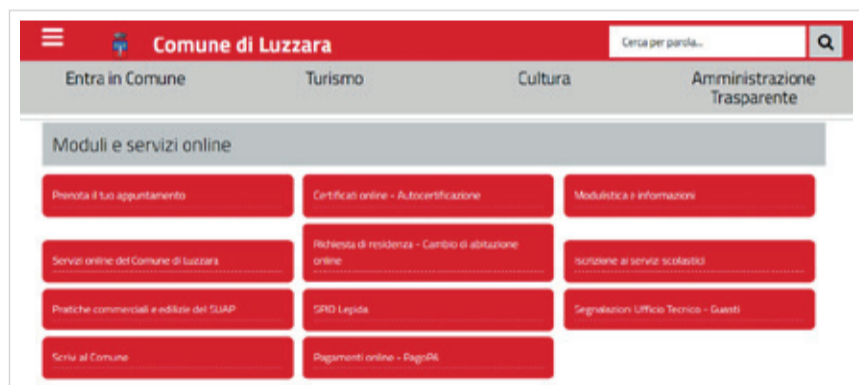 Comune di Luzzara
Cerca per parola...
Entra in Comune
Turismo
Cultura
Amministrazione
Trasparente
Moduli e servizi online
Prenota il tuo appuntamento
Certificati online - Autocertificazione
Modulistica e informazioni
Servizi online del Comune di Luzzara
Richiesta di residenza - Cambio di abitazione
online
Iscrizione ai servizi scolastici
Pratiche commerciali e edilizie del SUAP
SPID Lepida
Segnalazioni Ufficio Tecnico - Guasti
Scrivi al Comune
Pagamenti online - PagoPA